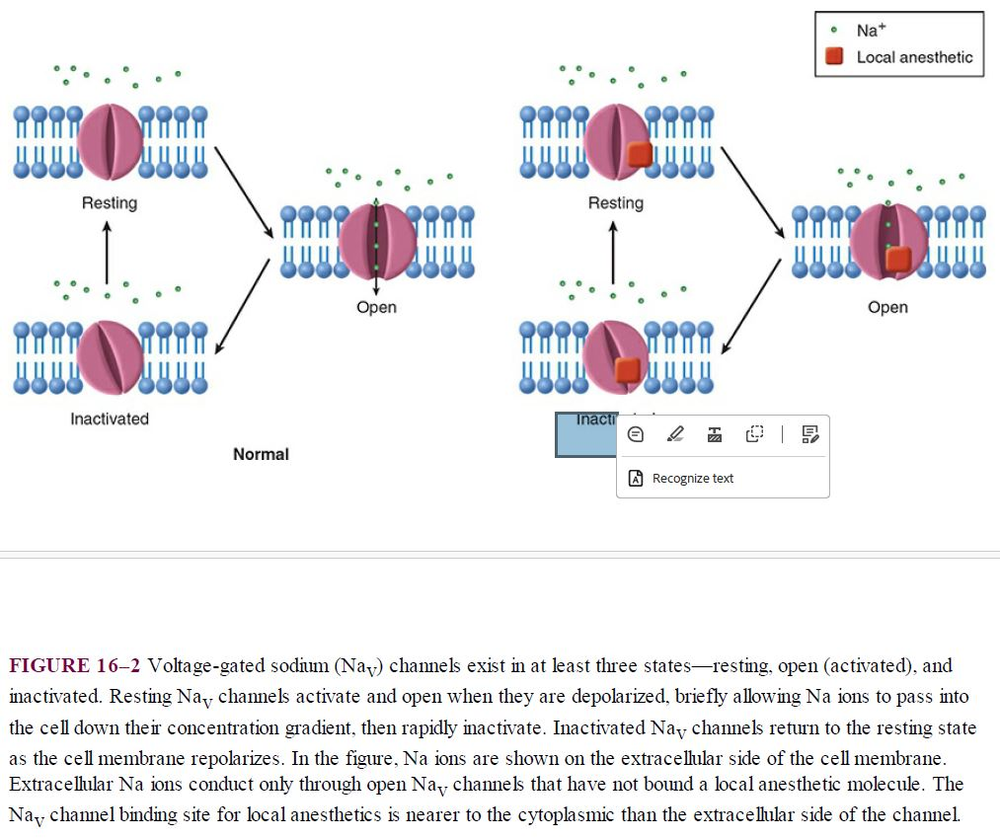 Na⁺
Local anesthetic
Resting
Resting
Open
Open
Inactivated
Inacti
Normal
Recognize text
FIGURE 16–2 Voltage-gated sodium (Naᵥ) channels exist in at least three states—resting, open (activated), and
inactivated. Resting Naᵥ channels activate and open when they are depolarized, briefly allowing Na ions to pass into
the cell down their concentration gradient, then rapidly inactivate. Inactivated Naᵥ channels return to the resting state
as the cell membrane repolarizes. In the figure, Na ions are shown on the extracellular side of the cell membrane.
Extracellular Na ions conduct only through open Naᵥ channels that have not bound a local anesthetic molecule. The
Naᵥ channel binding site for local anesthetics is nearer to the cytoplasmic than the extracellular side of the channel.